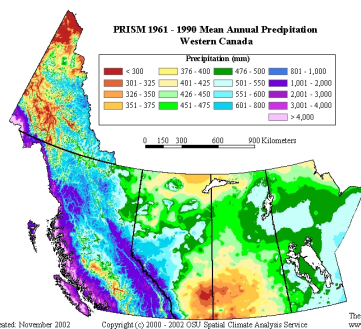 PRISM 1961 - 1990 Mean Annual Precipitation
Western Canada
Precipitation (mm)
< 300 376 - 400 476 - 500 801 - 1,000
301 - 325 401 - 425 501 - 550 1,001 - 2,000
326 - 350 426 - 450 551 - 600 2,001 - 3,000
351 - 375 451 - 475 601 - 800 3,001 - 4,000
> 4,000
0 150 300 600 900 Kilometers
The
eated: November 2002 Copyright (c) 2000 - 2002 OSU Spatial Climate Analysis Service www